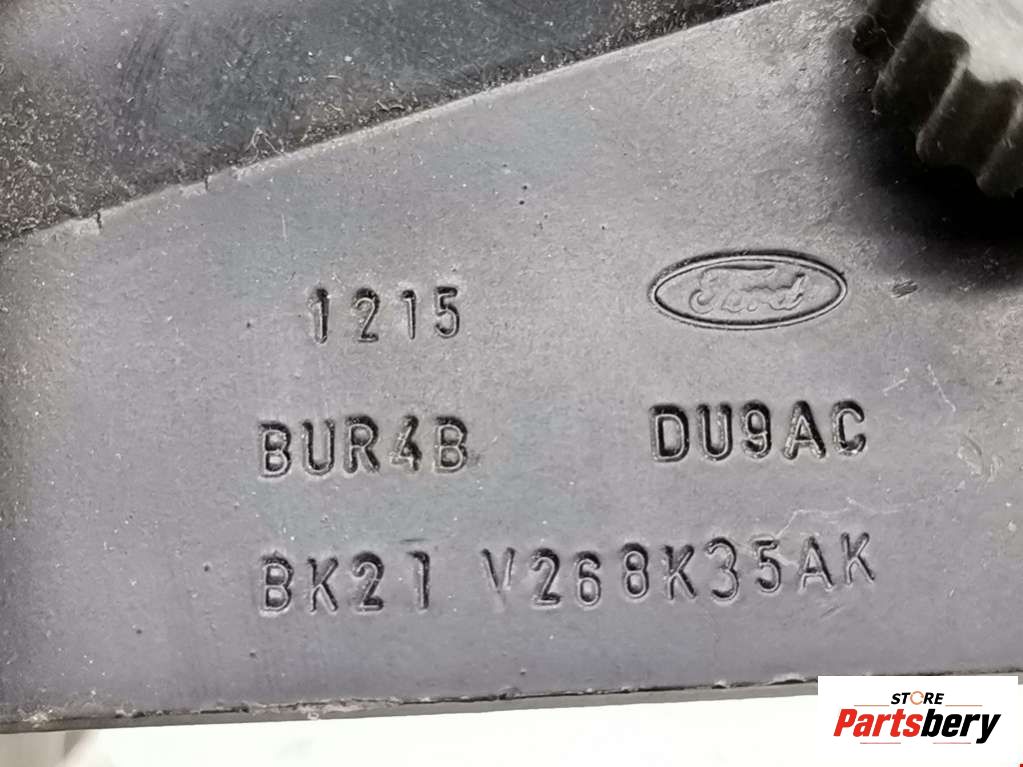 1215
Ford
BUR4B DU9AC
BK21 V268K35AK
STORE
Partsbery